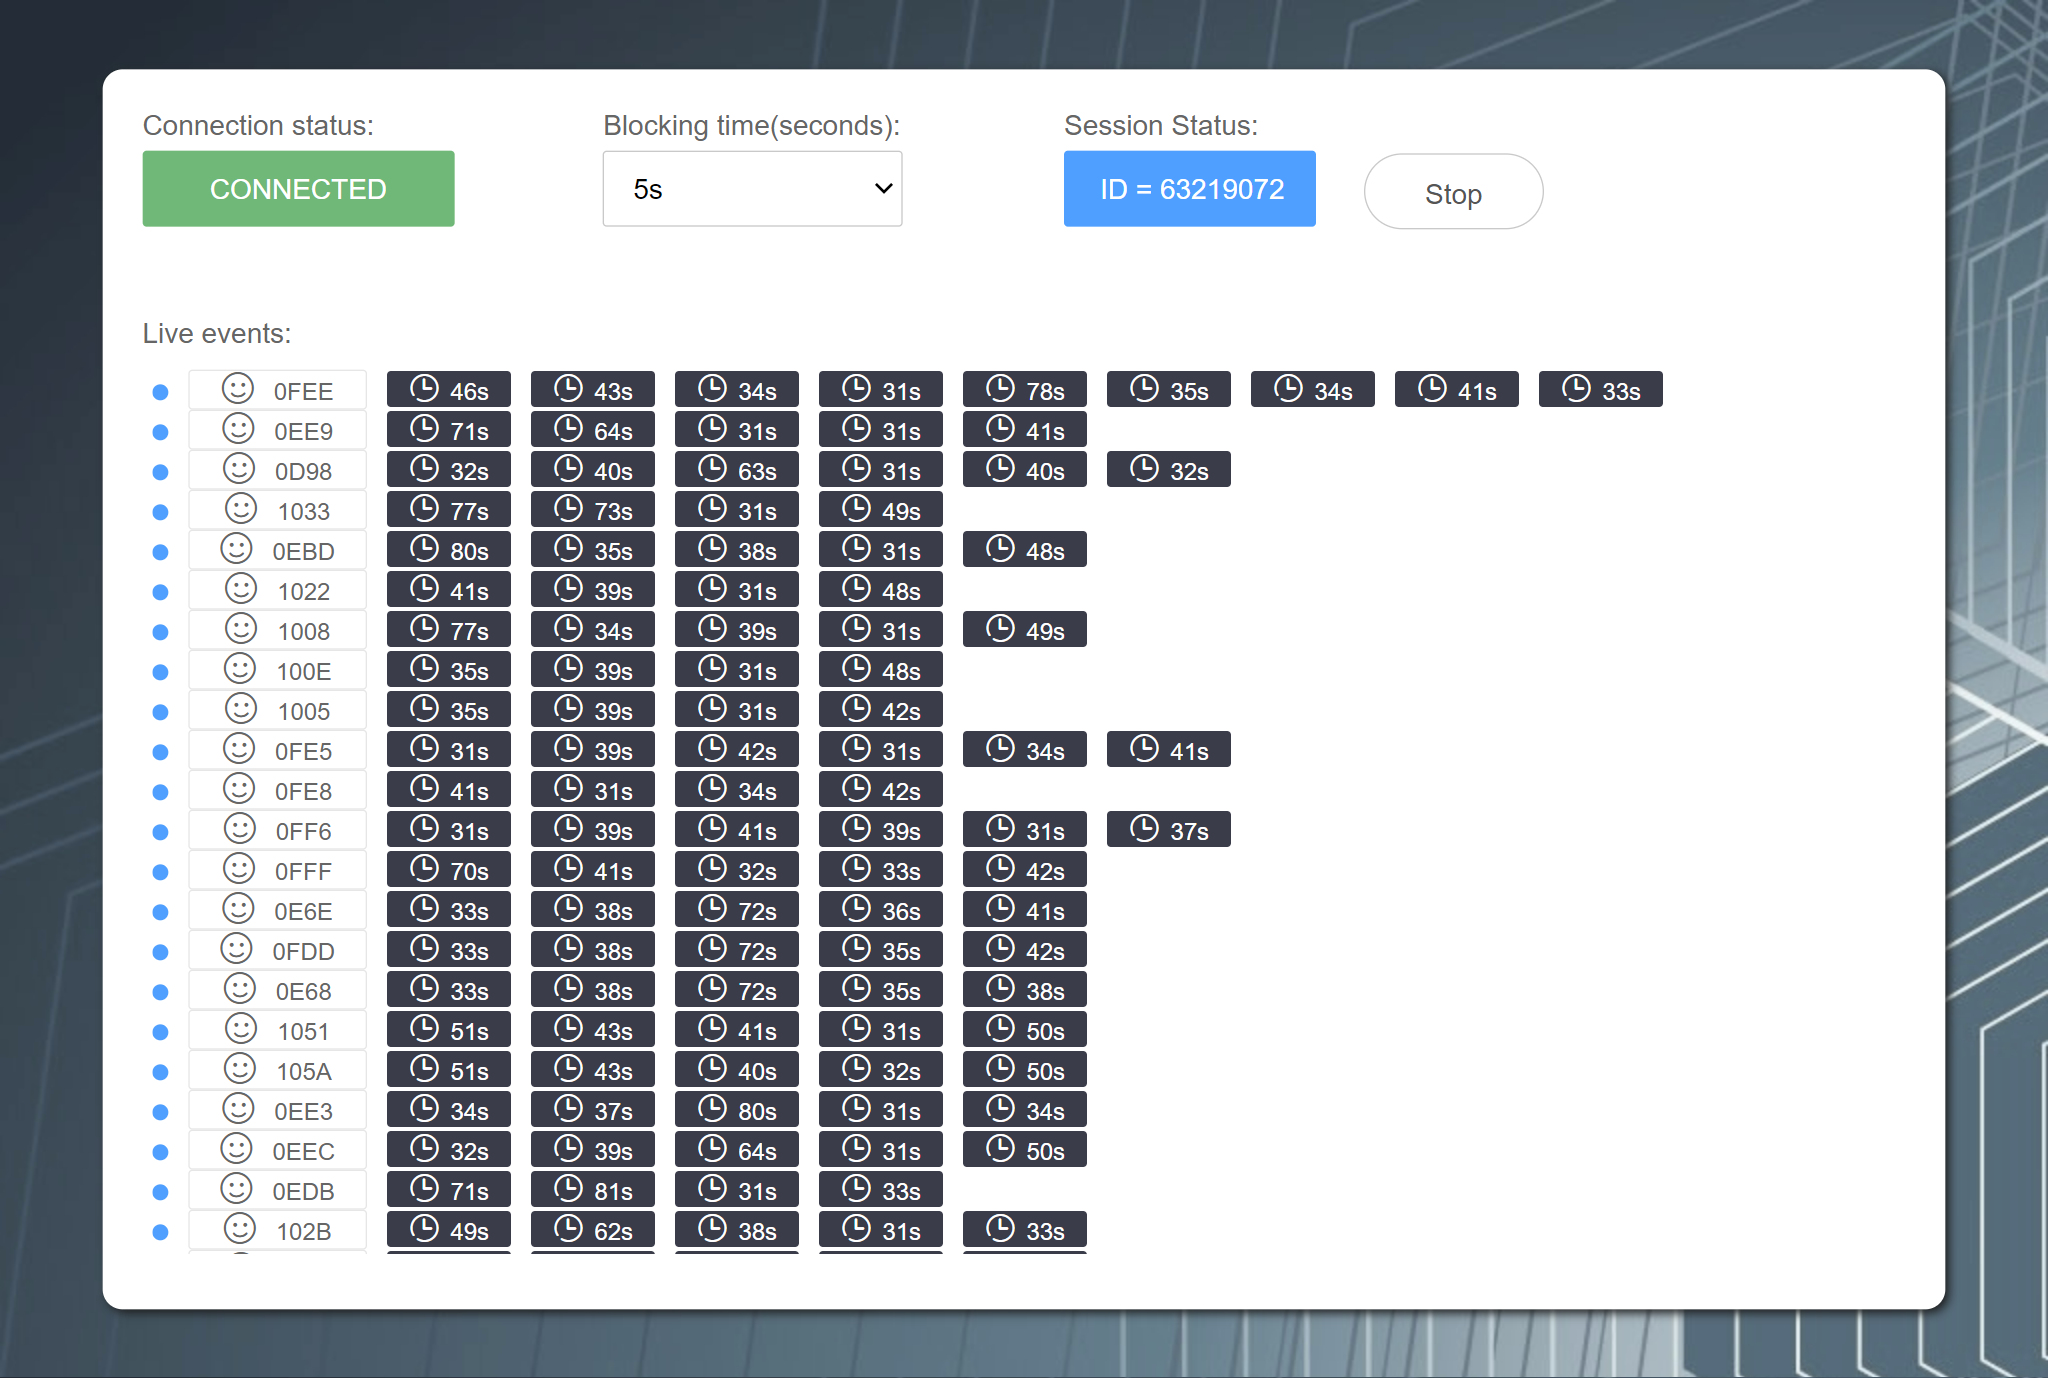 Connection status: Blocking time(seconds): Session Status:
CONNECTED 5s ID = 63219072 Stop
Live events:
0FEE 46s 43s 34s 31s 78s 35s 34s 41s 33s
0EE9 71s 64s 31s 31s 41s
0D98 32s 40s 63s 31s 40s 32s
1033 77s 73s 31s 49s
0EBD 80s 35s 38s 31s 48s
1022 41s 39s 31s 48s
1008 77s 34s 39s 31s 49s
100E 35s 39s 31s 48s
1005 35s 39s 31s 42s
0FE5 31s 39s 42s 31s 34s 41s
0FE8 41s 31s 34s 42s
0FF6 31s 39s 41s 39s 31s 37s
0FFF 70s 41s 32s 33s 42s
0E6E 33s 38s 72s 36s 41s
0FDD 33s 38s 72s 35s 42s
0E68 33s 38s 72s 35s 38s
1051 51s 43s 41s 31s 50s
105A 51s 43s 40s 32s 50s
0EE3 34s 37s 80s 31s 34s
0EEC 32s 39s 64s 31s 50s
0EDB 71s 81s 31s 33s
102B 49s 62s 38s 31s 33s